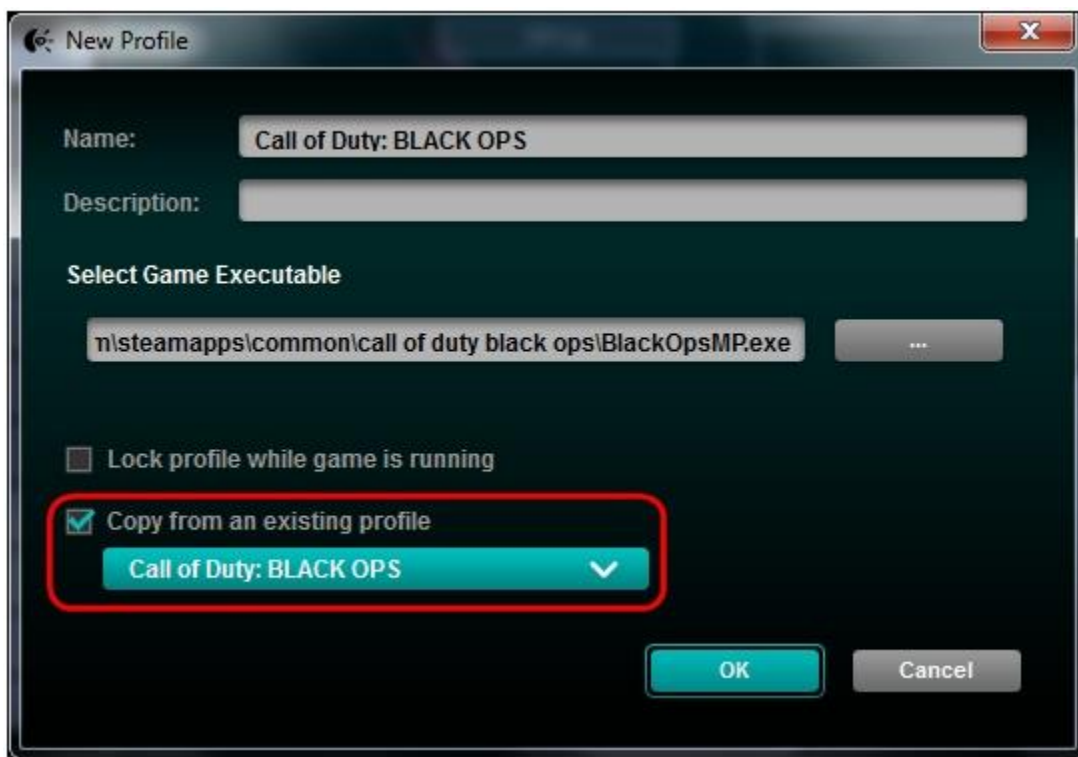 New Profile
Name: Call of Duty: BLACK OPS
Description:
Select Game Executable
m\steamapps\common\call of duty black ops\BlackOpsMP.exe ...
Lock profile while game is running
Copy from an existing profile
Call of Duty: BLACK OPS
OK Cancel